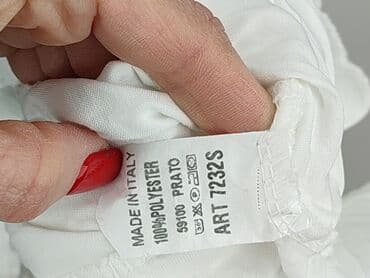 MADE IN ITALY
100%POLYESTER
59100 PRATO
ART 7232S